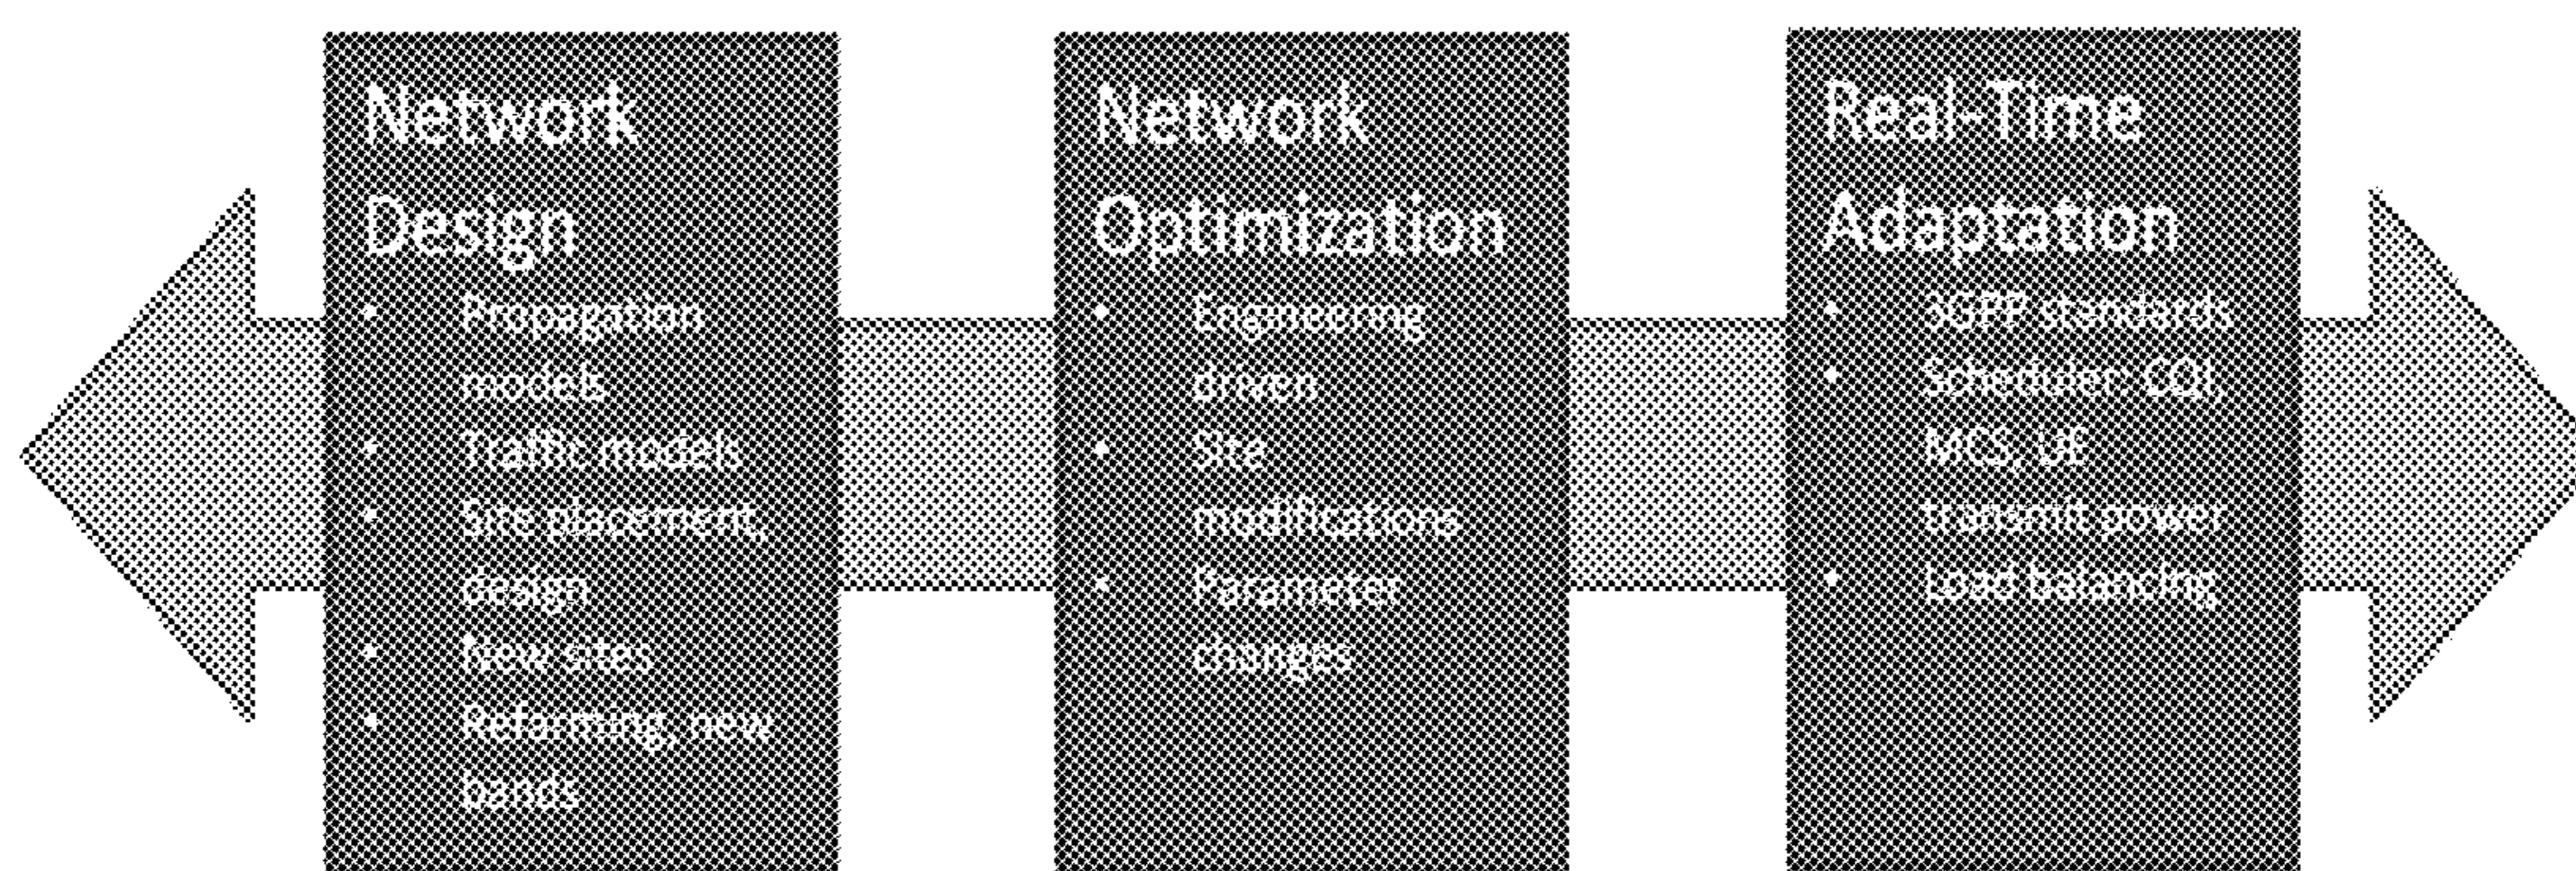 Network
Design
• Propagation
models
• Traffic models
• Site placement,
design
• New sites
• Refarming, new
bands
Network
Optimization
• Engineering
driven
• Site
modifications
• Parameter
changes
Real-Time
Adaptation
• 3GPP standards
• Scheduler: CQI,
MCS, UE
transmit power
• Load balancing